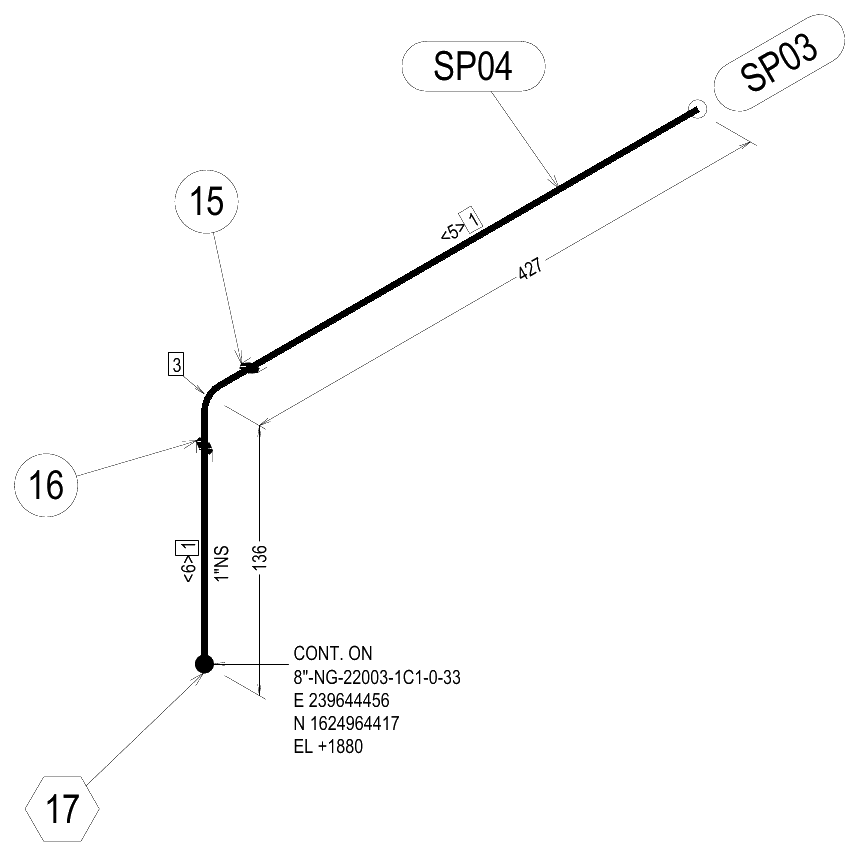 SP04
SP03
15
<5> 1
427
3
16
<6> 1
1"NS
136
CONT. ON
8"-NG-22003-1C1-0-33
E 239644456
N 1624964417
EL +1880
17